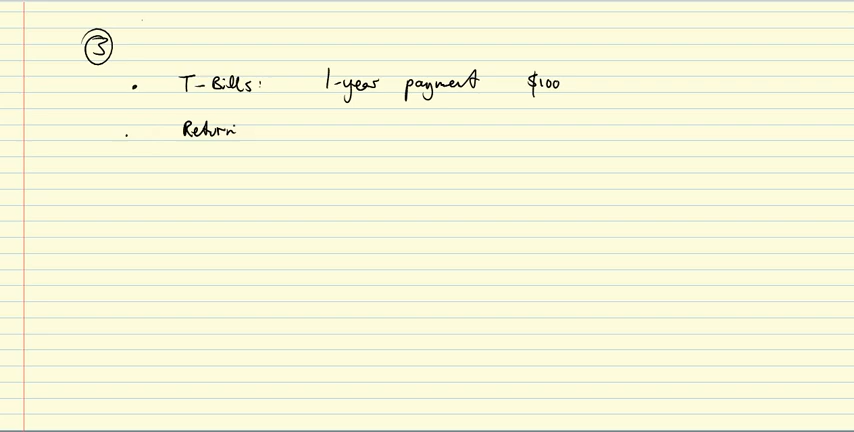 ③
• T-Bills: 1-year payment $100
• Return